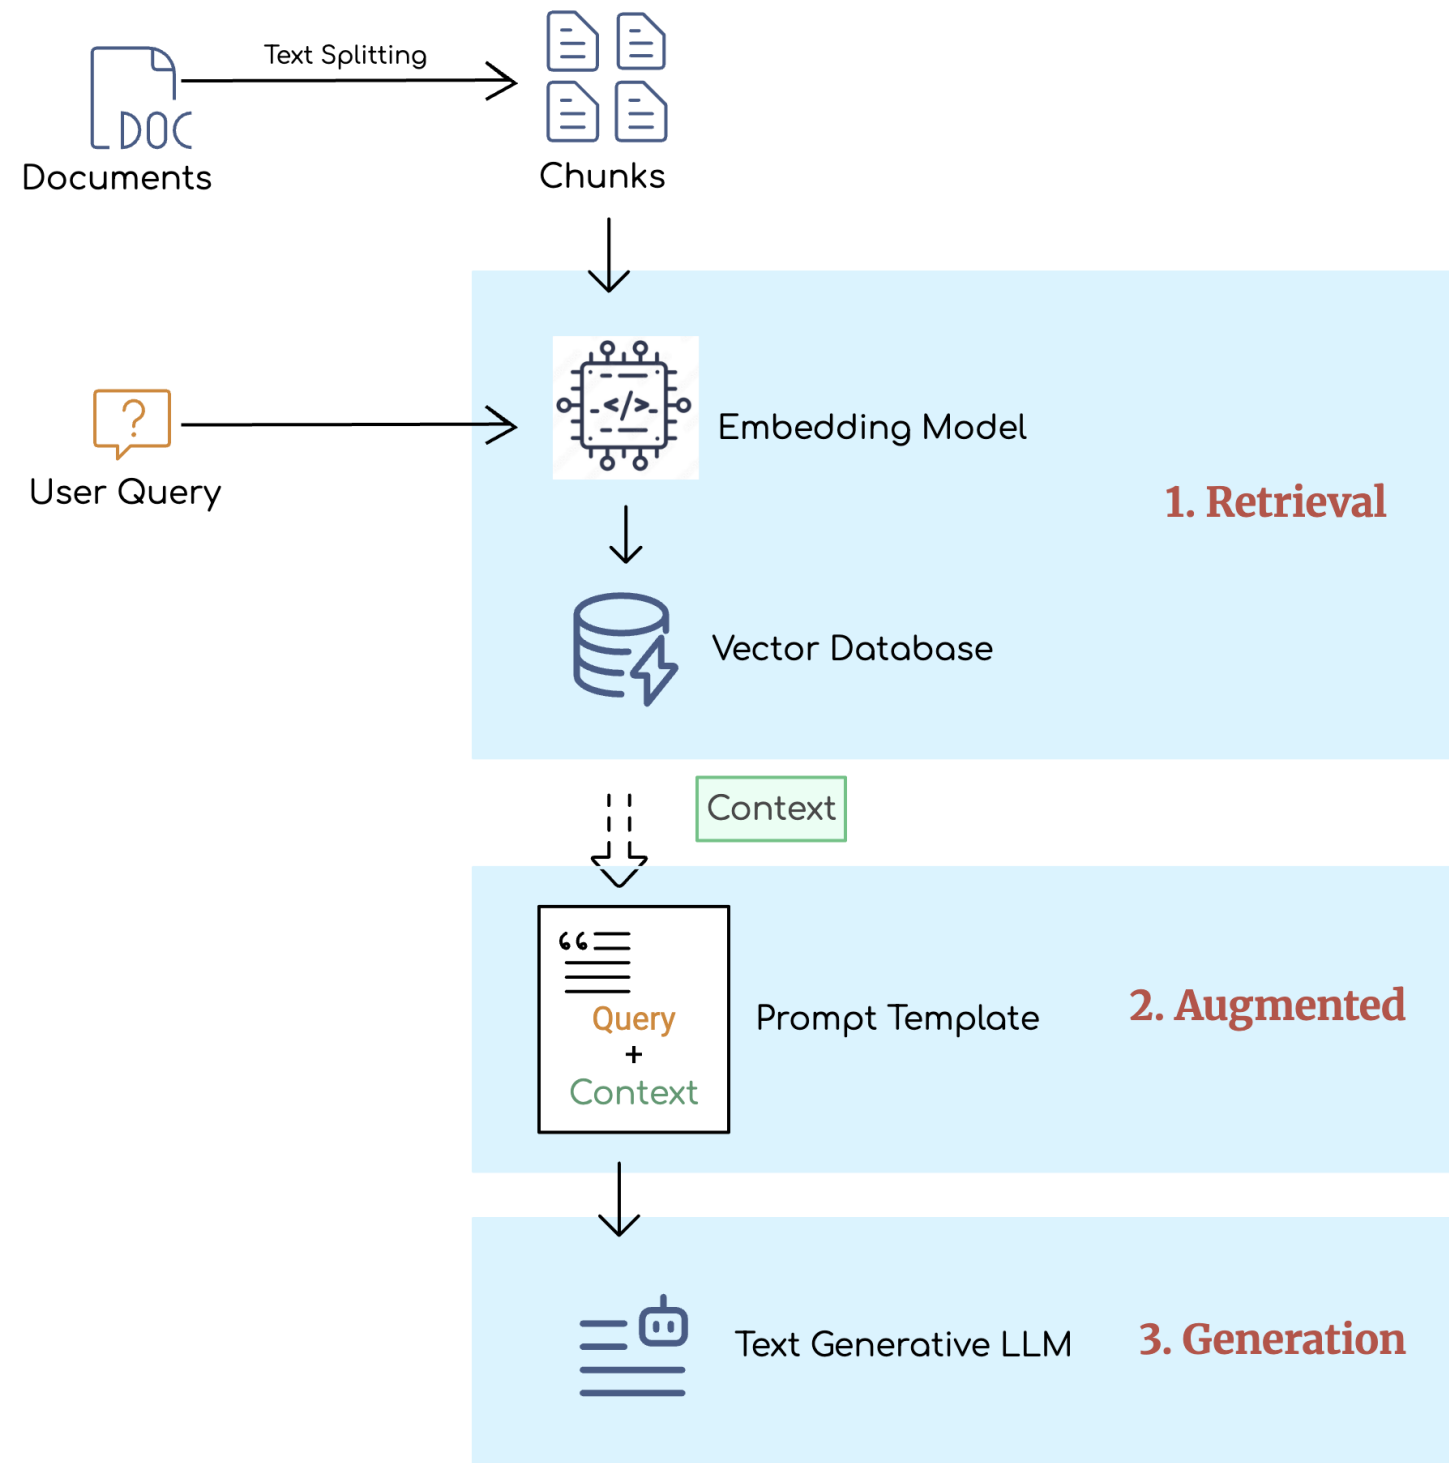 Text Splitting
DOC
Documents
Chunks
</>
Embedding Model
?
User Query
1. Retrieval
Vector Database
Context
“
Query
+
Context
Prompt Template
2. Augmented
Text Generative LLM
3. Generation